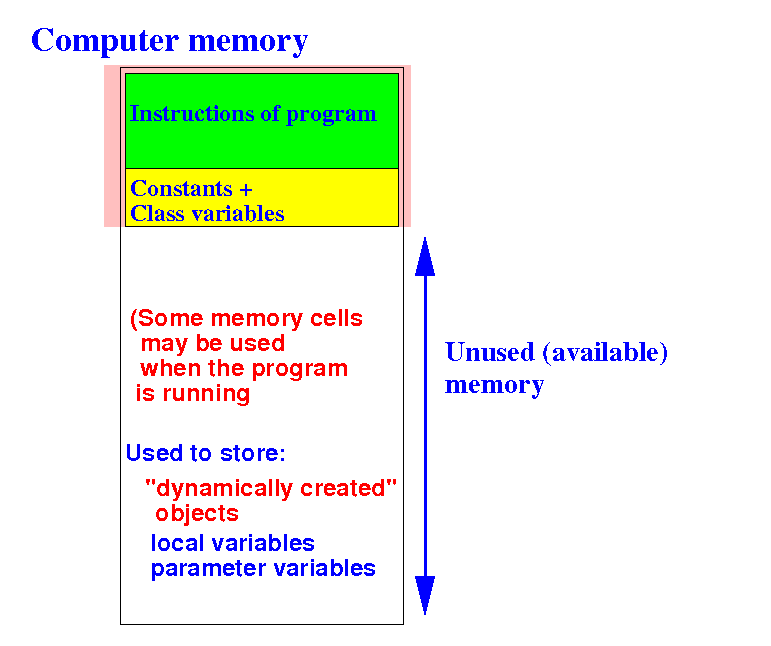 Computer memory
Instructions of program
Constants +
Class variables
(Some memory cells
may be used
when the program
is running
Unused (available)
memory
Used to store:
"dynamically created"
objects
local variables
parameter variables